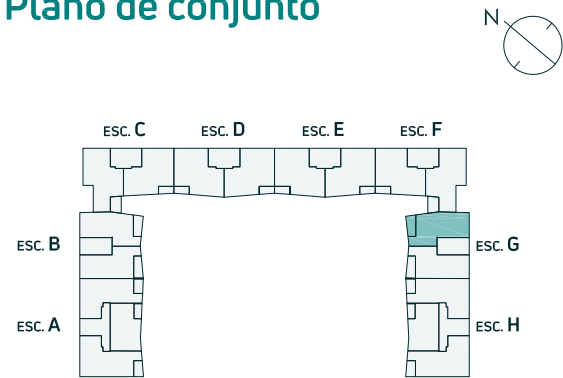 Plano de conjunto
N
ESC. C ESC. D ESC. E ESC. F
ESC. B ESC. G
ESC. A ESC. H